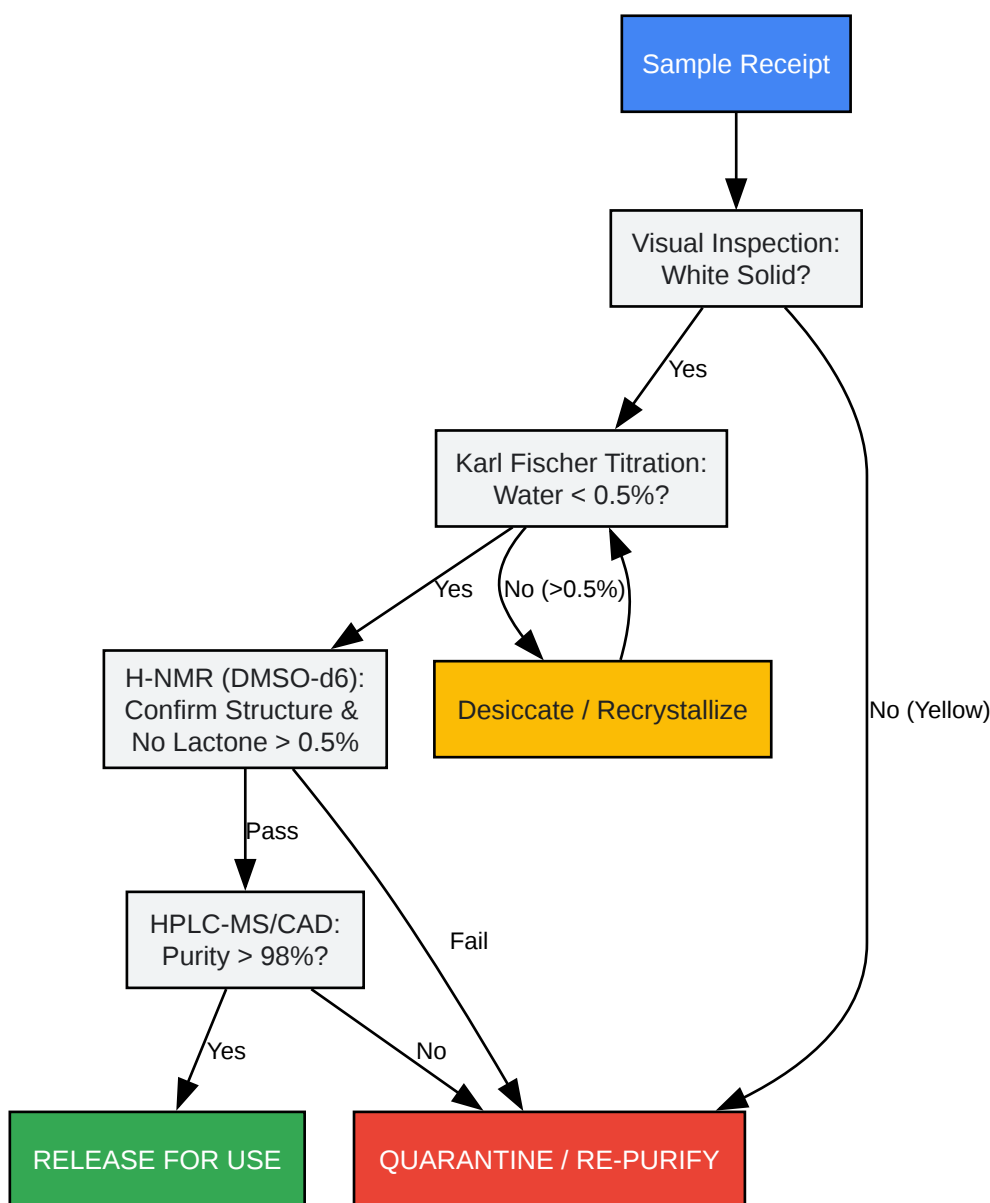 Sample Receipt
Visual Inspection:
White Solid?
Yes
Karl Fischer Titration:
Water < 0.5%?
Yes
No (>0.5%)
H-NMR (DMSO-d6):
Confirm Structure &
No Lactone > 0.5%
Desiccate / Recrystallize
No (Yellow)
Pass
HPLC-MS/CAD:
Purity > 98%?
Fail
Yes
No
RELEASE FOR USE
QUARANTINE / RE-PURIFY